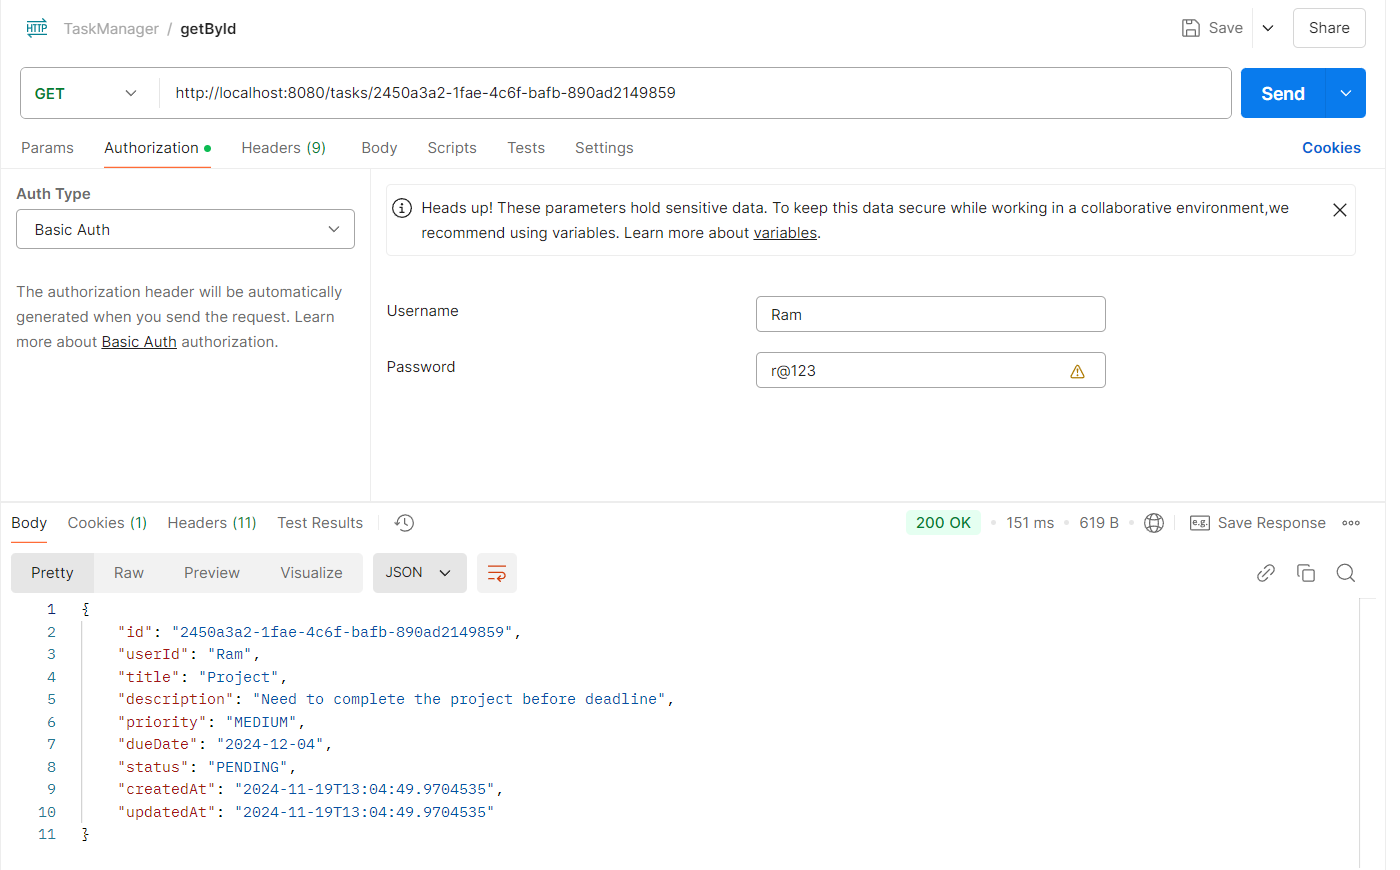 HTTP TaskManager / getById Save Share
GET http://localhost:8080/tasks/2450a3a2-1fae-4c6f-bafb-890ad2149859 Send
Params Authorization Headers (9) Body Scripts Tests Settings Cookies
Auth Type
Basic Auth
The authorization header will be automatically
generated when you send the request. Learn
more about Basic Auth authorization.
Heads up! These parameters hold sensitive data. To keep this data secure while working in a collaborative environment,we
recommend using variables. Learn more about variables.
Username Ram
Password r@123
Body Cookies (1) Headers (11) Test Results 200 OK 151 ms 619 B e.g. Save Response
Pretty Raw Preview Visualize JSON
1 {
2 "id": "2450a3a2-1fae-4c6f-bafb-890ad2149859",
3 "userId": "Ram",
4 "title": "Project",
5 "description": "Need to complete the project before deadline",
6 "priority": "MEDIUM",
7 "dueDate": "2024-12-04",
8 "status": "PENDING",
9 "createdAt": "2024-11-19T13:04:49.9704535",
10 "updatedAt": "2024-11-19T13:04:49.9704535"
11 }